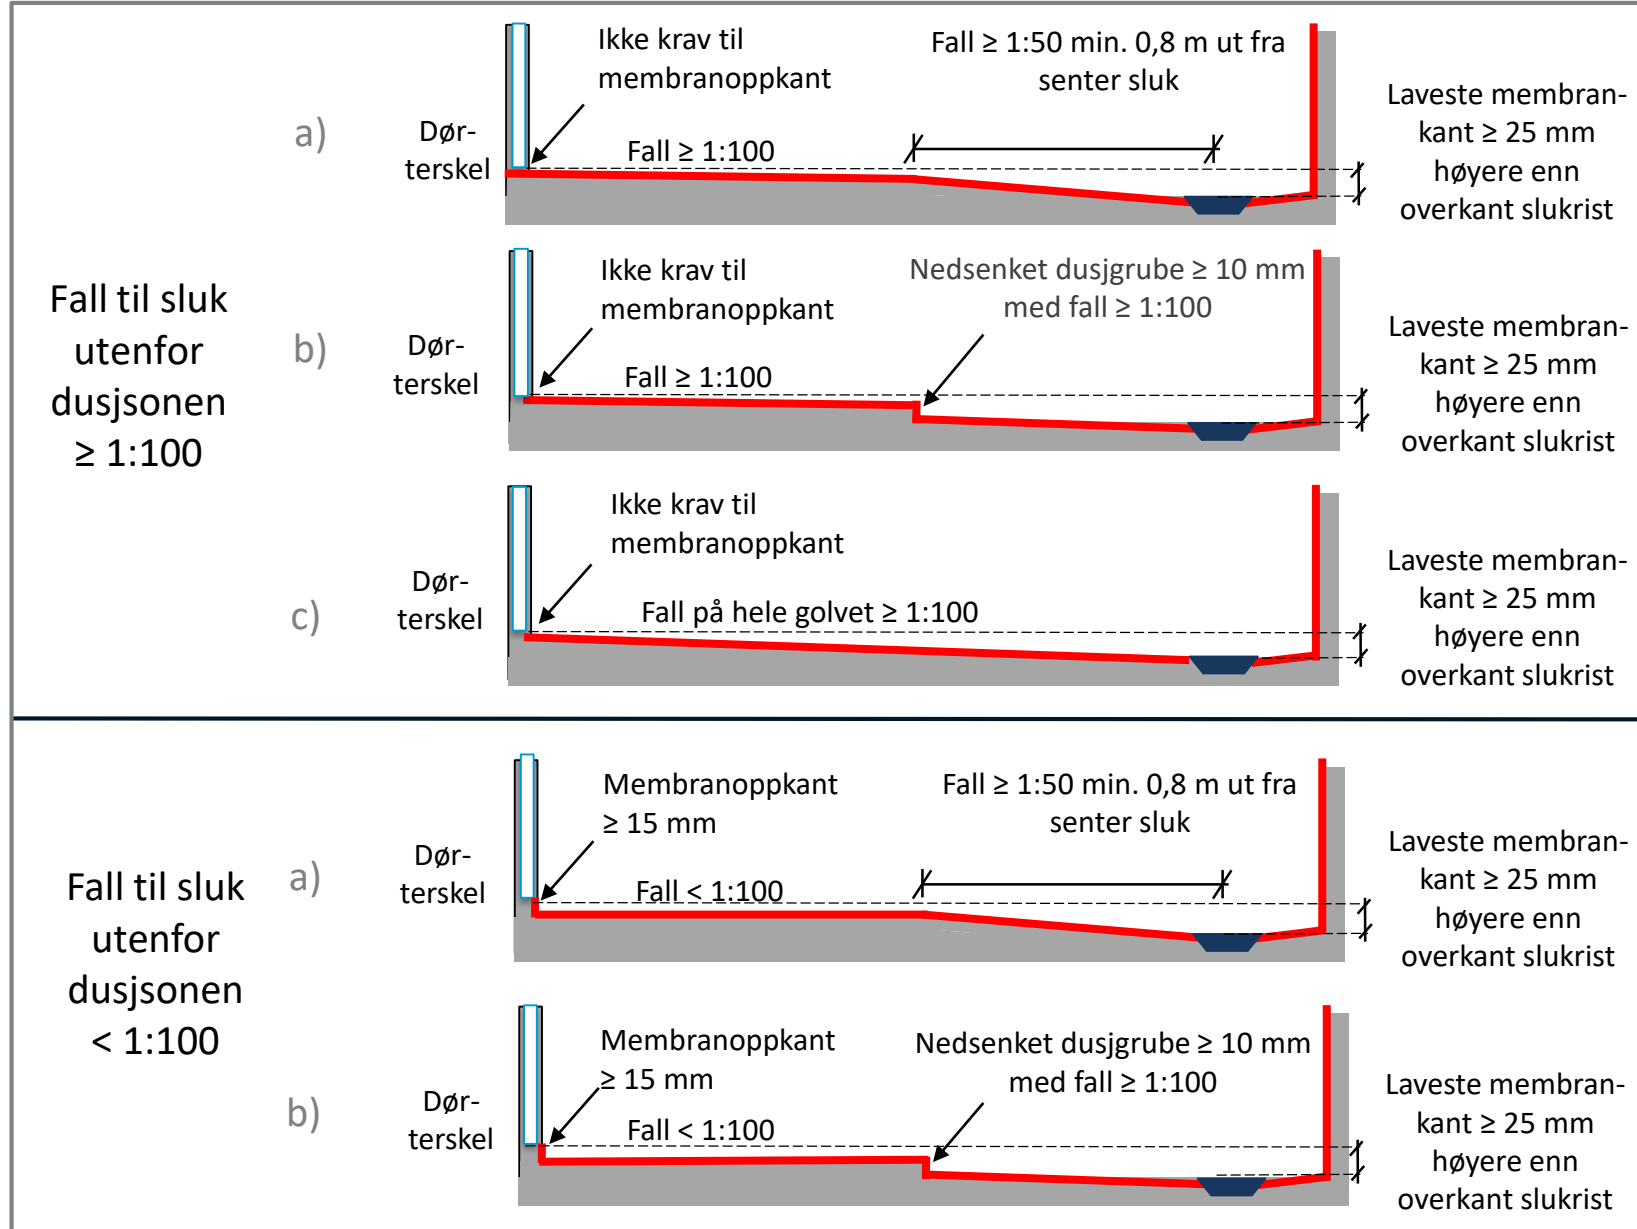 Fall til sluk
utenfor
dusjsonen
≥ 1:100
a)
Dør-
terskel
Ikke krav til
membranoppkant
Fall ≥ 1:100
Fall ≥ 1:50 min. 0,8 m ut fra
senter sluk
Laveste membran-
kant ≥ 25 mm
høyere enn
overkant slukrist
b)
Dør-
terskel
Ikke krav til
membranoppkant
Fall ≥ 1:100
Nedsenket dusjgrube ≥ 10 mm
med fall ≥ 1:100
Laveste membran-
kant ≥ 25 mm
høyere enn
overkant slukrist
c)
Dør-
terskel
Ikke krav til
membranoppkant
Fall på hele golvet ≥ 1:100
Laveste membran-
kant ≥ 25 mm
høyere enn
overkant slukrist
Fall til sluk
utenfor
dusjsonen
< 1:100
a)
Dør-
terskel
Membranoppkant
≥ 15 mm
Fall < 1:100
Fall ≥ 1:50 min. 0,8 m ut fra
senter sluk
Laveste membran-
kant ≥ 25 mm
høyere enn
overkant slukrist
b)
Dør-
terskel
Membranoppkant
≥ 15 mm
Fall < 1:100
Nedsenket dusjgrube ≥ 10 mm
med fall ≥ 1:100
Laveste membran-
kant ≥ 25 mm
høyere enn
overkant slukrist